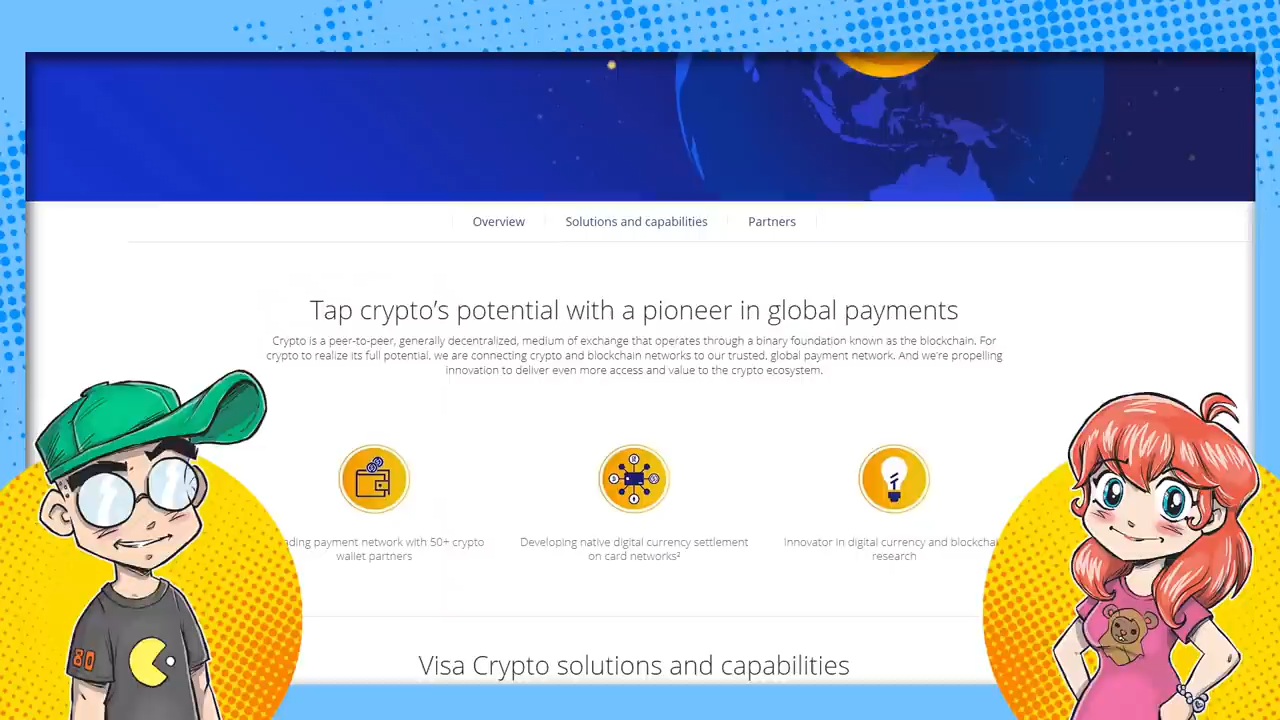 Overview Solutions and capabilities Partners
Tap crypto’s potential with a pioneer in global payments
Crypto is a peer-to-peer, generally decentralized, medium of exchange that operates through a binary foundation known as the blockchain. For
crypto to realize its full potential, we are connecting crypto and blockchain networks to our trusted, global payment network. And we're propelling
innovation to deliver even more access and value to the crypto ecosystem.
payment network with 50+ crypto
wallet partners
Developing native digital currency settlement
on card networks²
Innovator in digital currency and
research
80
Visa Crypto solutions and capabilities